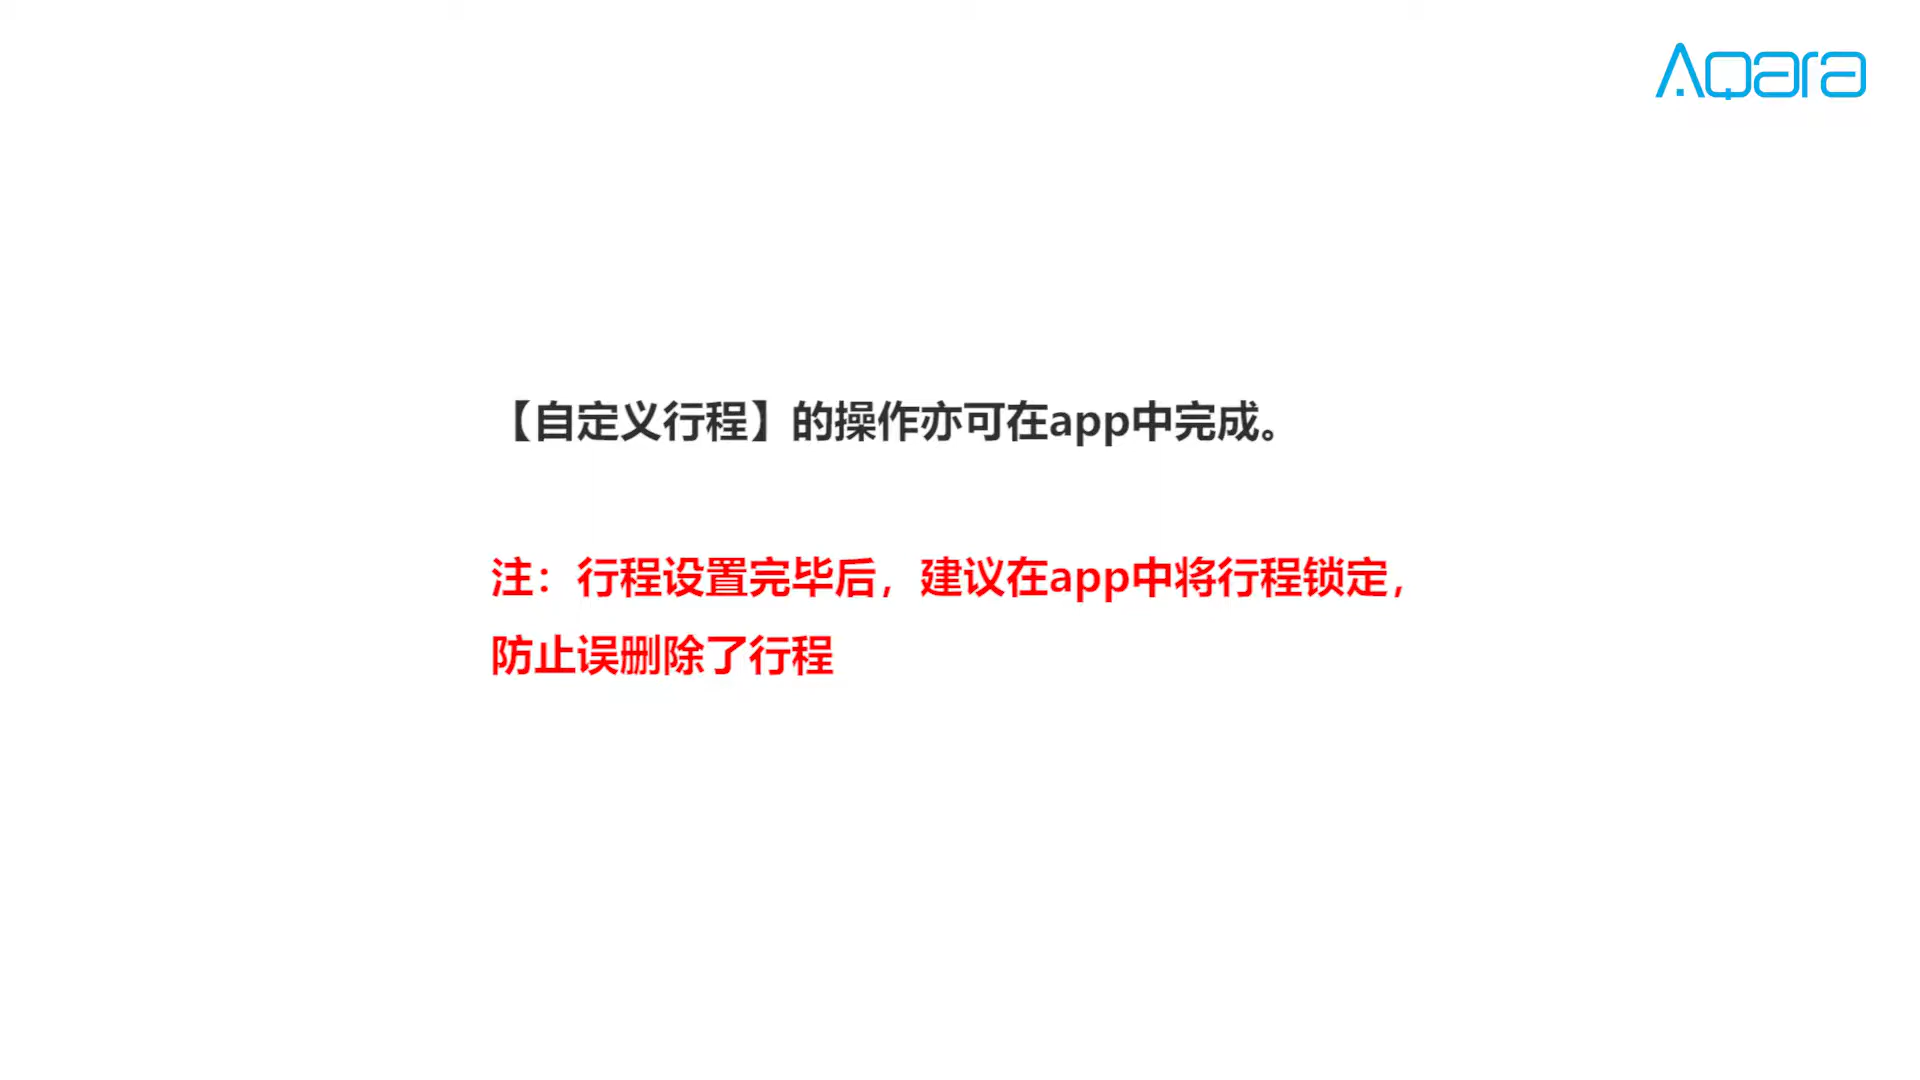 Aqara
【自定义行程】的操作亦可在app中完成。
注：行程设置完毕后，建议在app中将行程锁定，
防止误删除了行程